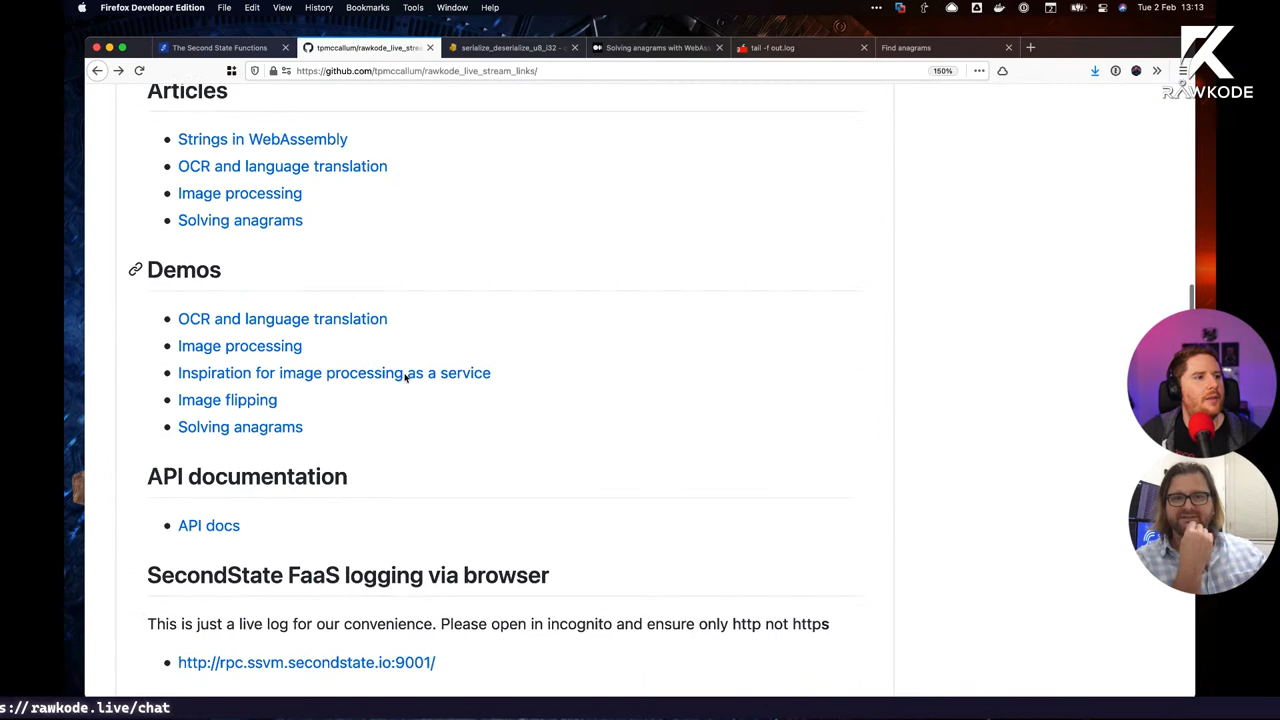 Firefox Developer Edition File Edit View History Bookmarks Tools Window Help ••• Tue 2 Feb 13:13
The Second State Functions tpmccallum/rawkode_live_stre serialize_deserialize_u8_i32 - c Solving anagrams with WebAs tail -f out.log Find anagrams
https://github.com/tpmccallum/rawkode_live_stream_links/ 150%
RAWKODE
Articles
• Strings in WebAssembly
• OCR and language translation
• Image processing
• Solving anagrams
Demos
• OCR and language translation
• Image processing
• Inspiration for image processing as a service
• Image flipping
• Solving anagrams
API documentation
• API docs
SecondState FaaS logging via browser
This is just a live log for our convenience. Please open in incognito and ensure only http not https
• http://rpc.ssvm.secondstate.io:9001/
s://rawkode.live/chat